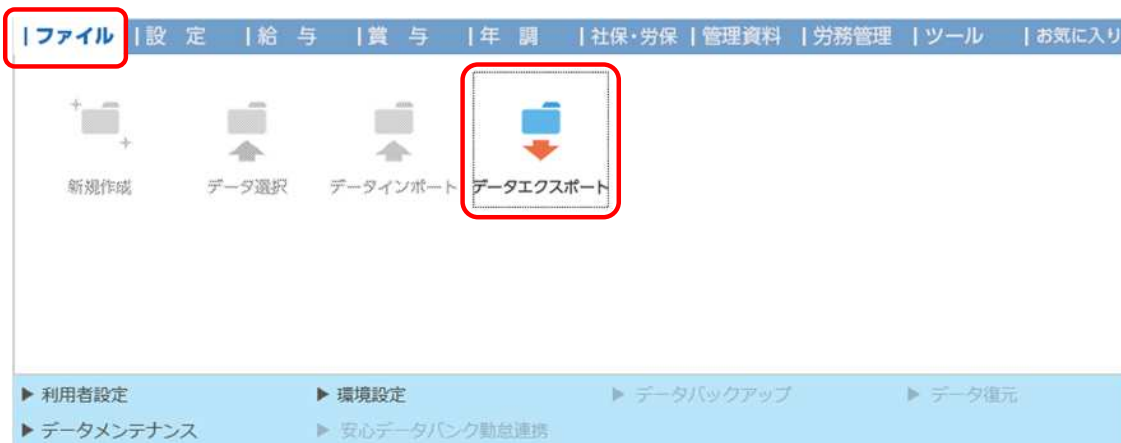 |ファイル |設 定 |給 与 |賞 与 |年 調 |社保・労保 |管理資料 |労務管理 |ツール |お気に入り
新規作成 データ選択 データインポート データエクスポート
▶ 利用者設定 ▶ 環境設定 ▶ データバックアップ ▶ データ復元
▶ データメンテナンス ▶ 安心データバンク勤怠連携